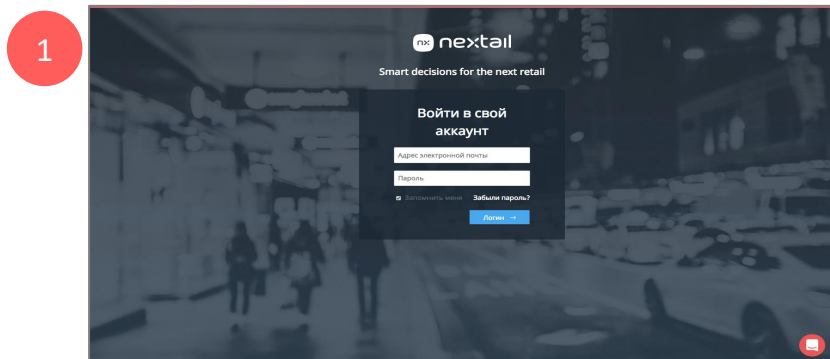 1
nx nextail
Smart decisions for the next retail
Войти в свой
аккаунт
Адрес электронной почты
Пароль
Запомнить меня Забыли пароль?
Логин →